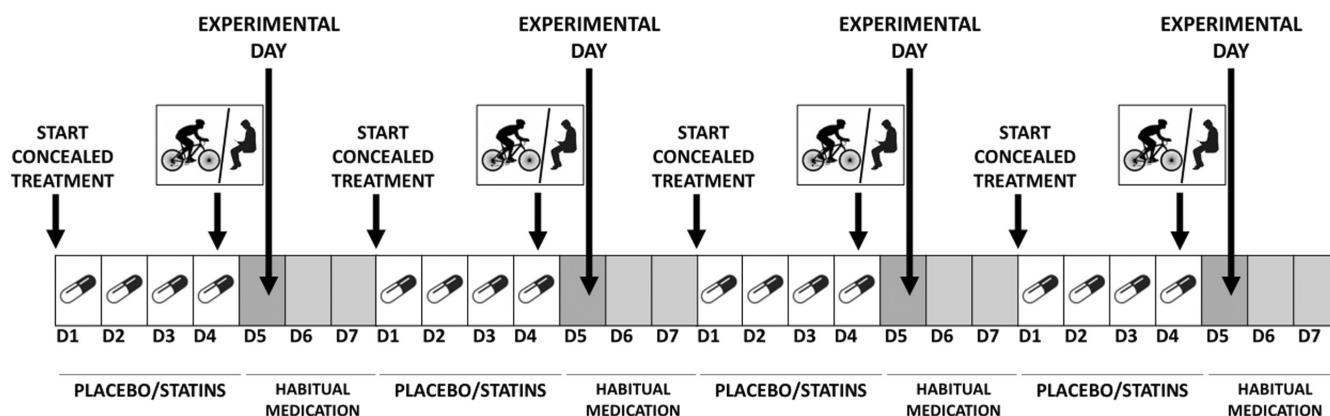 EXPERIMENTAL
DAY
EXPERIMENTAL
DAY
EXPERIMENTAL
DAY
EXPERIMENTAL
DAY
START
CONCEALED
TREATMENT
START
CONCEALED
TREATMENT
START
CONCEALED
TREATMENT
START
CONCEALED
TREATMENT
D1 D2 D3 D4 D5 D6 D7 D1 D2 D3 D4 D5 D6 D7 D1 D2 D3 D4 D5 D6 D7 D1 D2 D3 D4 D5 D6 D7
PLACEBO/STATINS
HABITUAL
MEDICATION
PLACEBO/STATINS
HABITUAL
MEDICATION
PLACEBO/STATINS
HABITUAL
MEDICATION
PLACEBO/STATINS
HABITUAL
MEDICATION